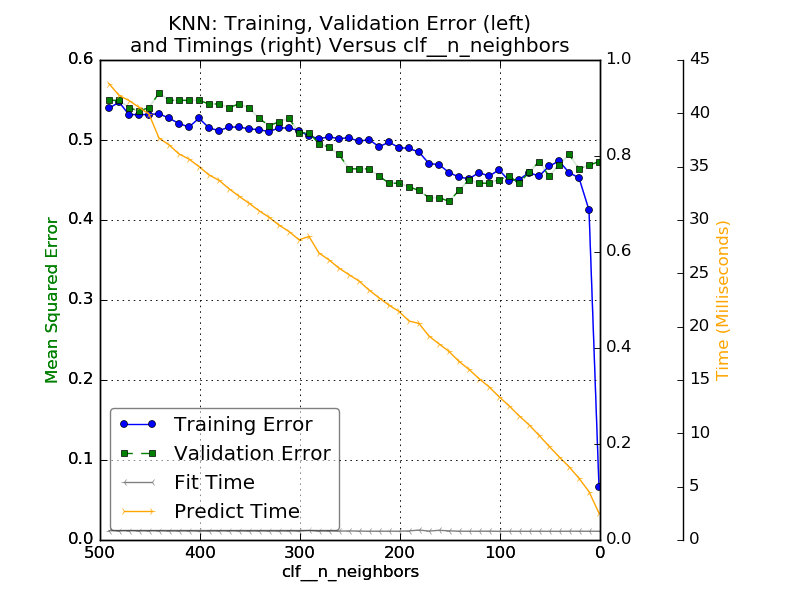 KNN: Training, Validation Error (left)
and Timings (right) Versus clf__n_neighbors
Mean Squared Error
0.6
0.5
0.4
0.3
0.2
0.1
0.0
1.0
0.8
0.6
0.4
0.2
0.0
45
40
35
30
25
20
15
10
5
0
Time (Milliseconds)
Training Error
Validation Error
Fit Time
Predict Time
500 400 300 200 100 0
clf__n_neighbors